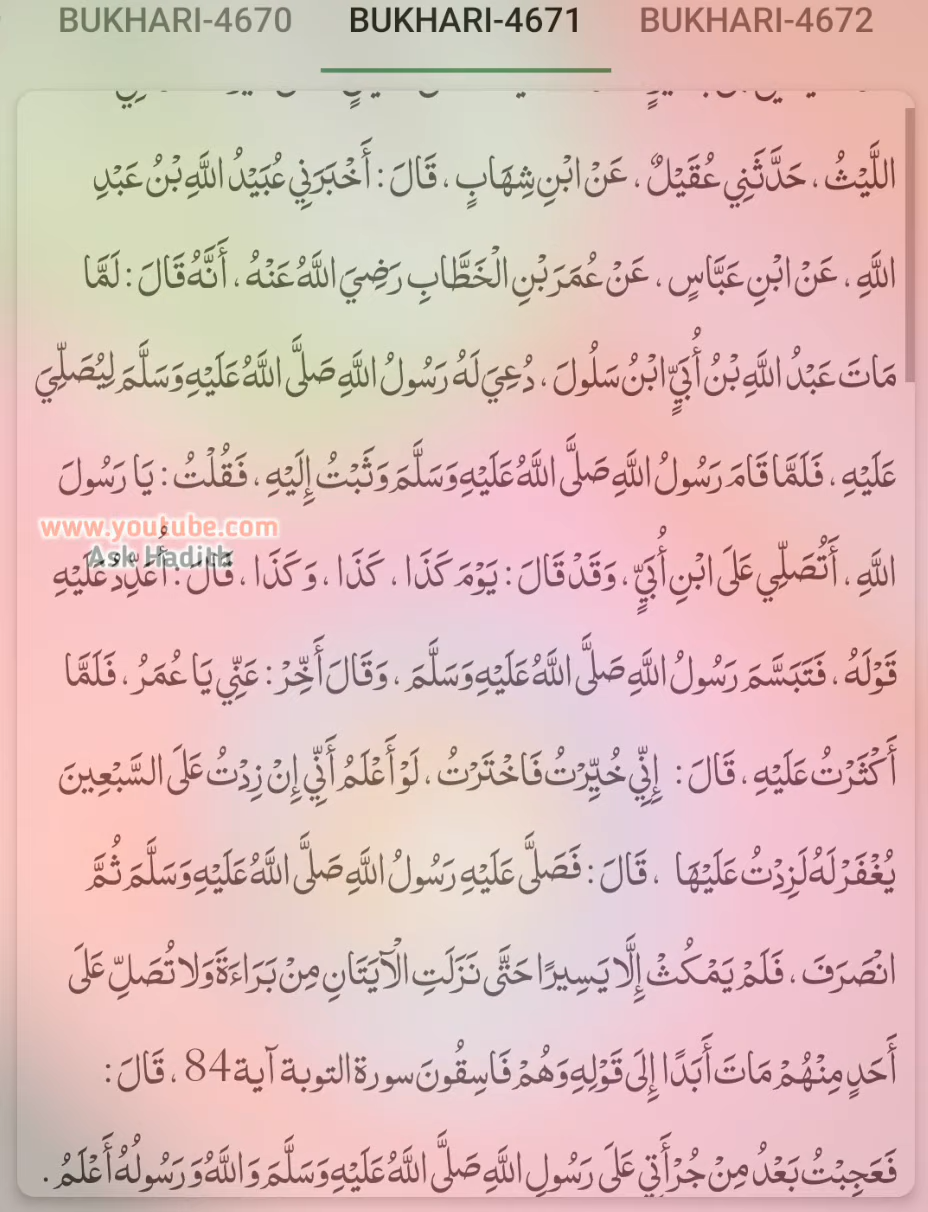 BUKHARI-4670 BUKHARI-4671 BUKHARI-4672
اللَّيْثُ ، حَدَّثَنِي عُقَيْلٌ ، عَنْ ابْنِ شِهَابٍ ، قَالَ : أَخْبَرَنِي عُبَيْدُ اللَّهِ بْنُ عَبْدِ
اللَّهِ ، عَنْ ابْنِ عَبَّاسٍ ، عَنْ عُمَرَ بْنِ الْخَطَّابِ رَضِيَ اللَّهُ عَنْهُ ، أَنَّهُ قَالَ : لَمَّا
مَاتَ عَبْدُ اللَّهِ بْنُ أُبَيٍّ ابْنُ سَلُولَ ، دُعِيَ لَهُ رَسُولُ اللَّهِ صَلَّى اللَّهُ عَلَيْهِ وَسَلَّمَ لِيُصَلِّيَ
عَلَيْهِ ، فَلَمَّا قَامَ رَسُولُ اللَّهِ صَلَّى اللَّهُ عَلَيْهِ وَسَلَّمَ وَثَبْتُ إِلَيْهِ ، فَقُلْتُ : يَا رَسُولَ
www.youtube.com
Ask Hadith
اللَّهِ ، أَتُصَلِّي عَلَى ابْنِ أُبَيٍّ ، وَقَدْ قَالَ : يَوْمَ كَذَا ، كَذَا ، وَكَذَا ، قَالَ : أُعَدِّدُ عَلَيْهِ
قَوْلَهُ ، فَتَبَسَّمَ رَسُولُ اللَّهِ صَلَّى اللَّهُ عَلَيْهِ وَسَلَّمَ ، وَقَالَ أَخِّرْ : عَنِّي يَا عُمَرُ ، فَلَمَّا
أَكْثَرْتُ عَلَيْهِ ، قَالَ : إِنِّي خُيِّرْتُ فَاخْتَرْتُ ، لَوْ أَعْلَمُ أَنِّي إِنْ زِدْتُ عَلَى السَّبْعِينَ
يُغْفَرْ لَهُ لَزِدْتُ عَلَيْهَا ، قَالَ : فَصَلَّى عَلَيْهِ رَسُولُ اللَّهِ صَلَّى اللَّهُ عَلَيْهِ وَسَلَّمَ ثُمَّ
انْصَرَفَ ، فَلَمْ يَمْكُثْ إِلَّا يَسِيرًا حَتَّى نَزَلَتِ الْآيَتَانِ مِنْ بَرَاءَةَ وَلا تُصَلِّ عَلَى
أَحَدٍ مِنْهُمْ مَاتَ أَبَدًا إِلَى قَوْلِهِ وَهُمْ فَاسِقُونَ سورة التوبة آية 84 ، قَالَ :
فَعَجِبْتُ بَعْدُ مِنْ جُرْأَتِي عَلَى رَسُولِ اللَّهِ صَلَّى اللَّهُ عَلَيْهِ وَسَلَّمَ وَاللَّهُ وَرَسُولُهُ أَعْلَمُ .